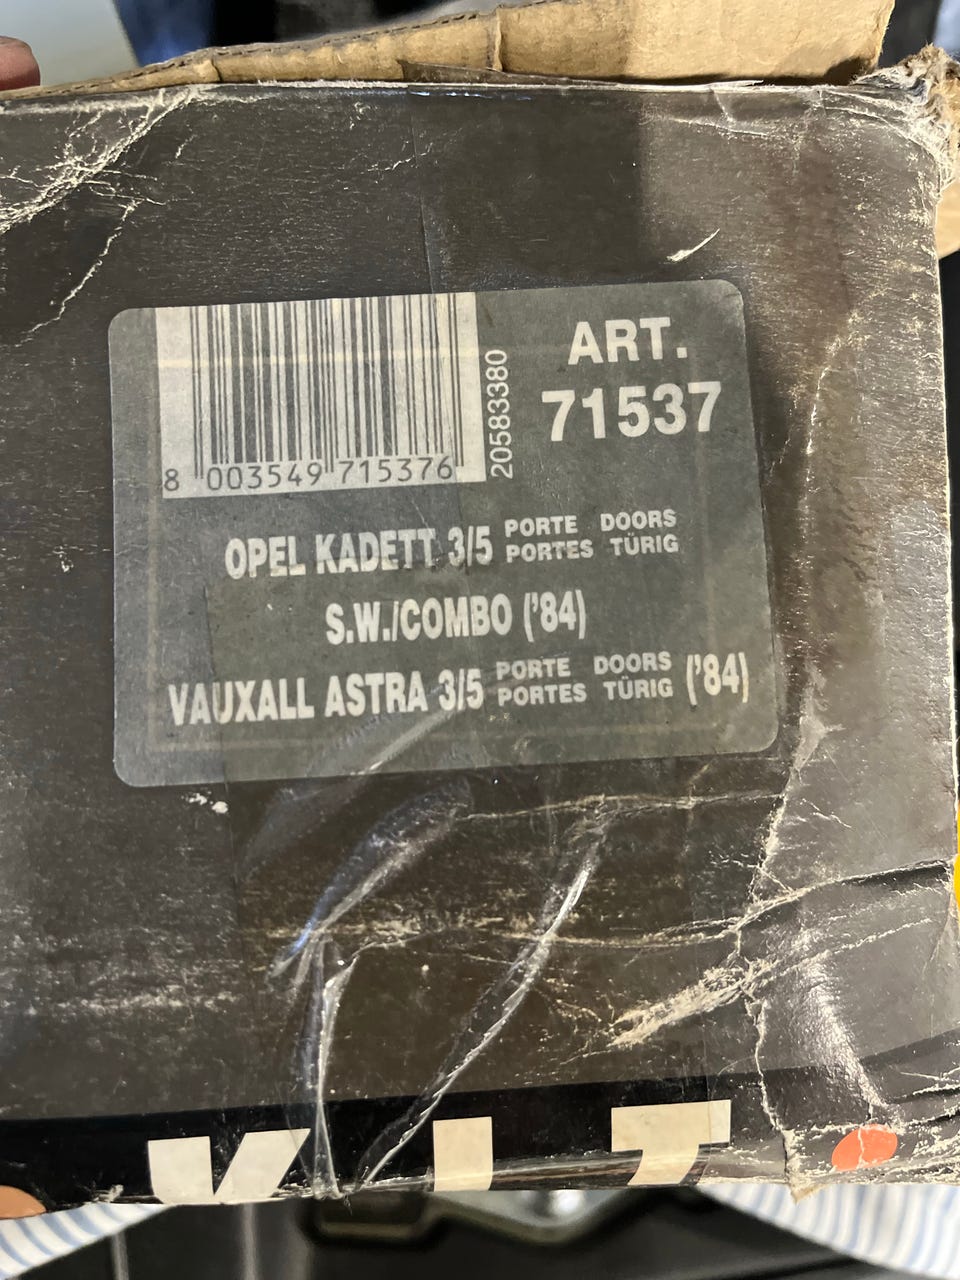 ART.
71537
20583380
8 003549 715376
OPEL KADETT 3/5 PORTE DOORS
PORTES TÜRIG
S.W./COMBO ('84)
VAUXALL ASTRA 3/5 PORTE DOORS ('84)
PORTES TÜRIG
KIT